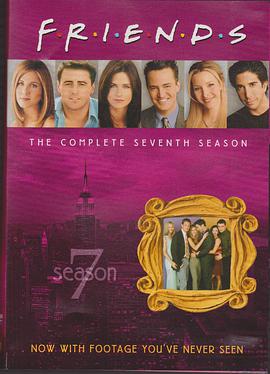 F·R·I·E·N·D·S
THE COMPLETE SEVENTH SEASON
7
season
NOW WITH FOOTAGE YOU'VE NEVER SEEN